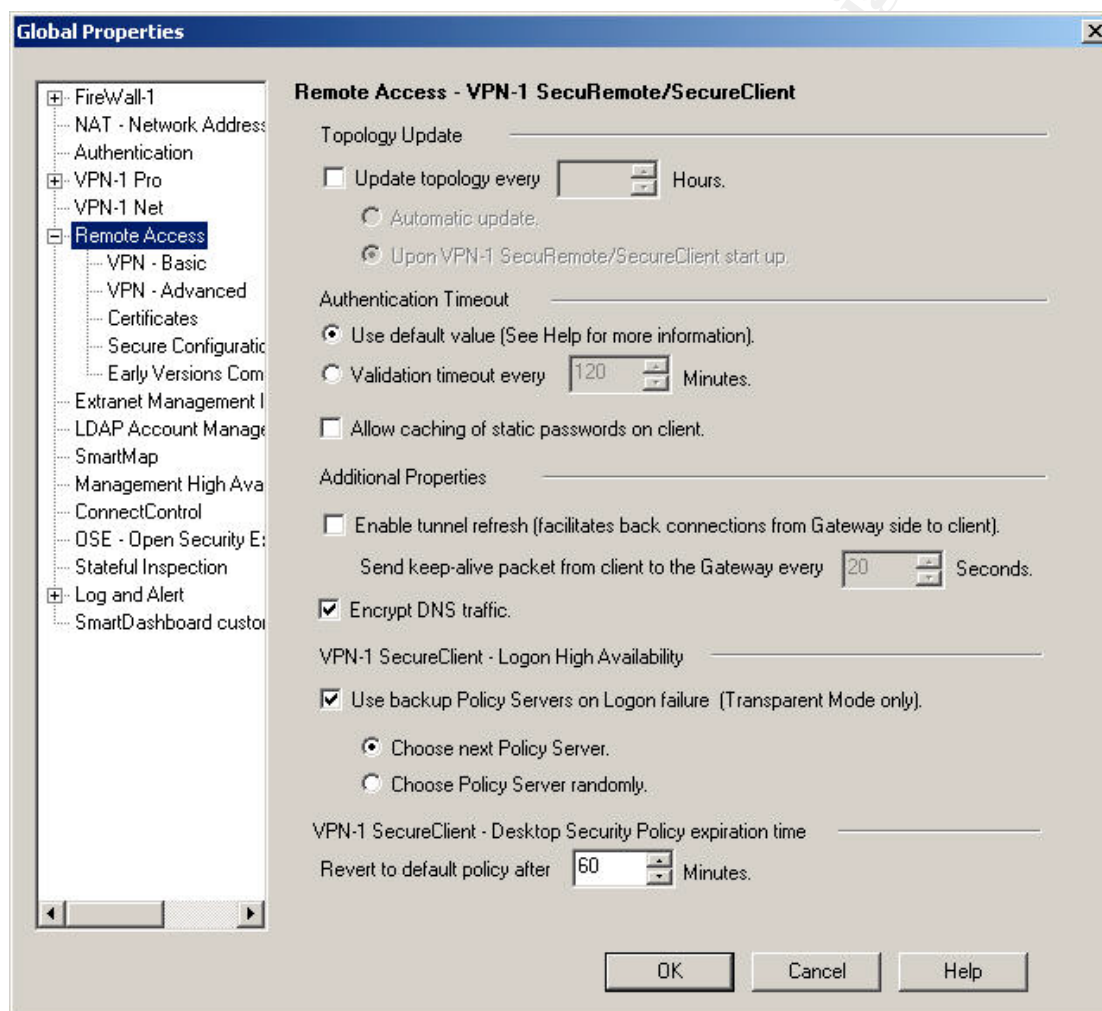 Global Properties
FireWall-1
NAT - Network Address
Authentication
VPN-1 Pro
VPN-1 Net
Remote Access
VPN - Basic
VPN - Advanced
Certificates
Secure Configuratio
Early Versions Com
Extranet Management I
LDAP Account Manage
SmartMap
Management High Ava
ConnectControl
OSE - Open Security E
Stateful Inspection
Log and Alert
SmartDashboard custo
Remote Access - VPN-1 SecuRemote/SecureClient
Topology Update
Update topology every Hours.
Automatic update.
Upon VPN-1 SecuRemote/SecureClient start up.
Authentication Timeout
Use default value (See Help for more information).
Validation timeout every 120 Minutes.
Allow caching of static passwords on client.
Additional Properties
Enable tunnel refresh (facilitates back connections from Gateway side to client).
Send keep-alive packet from client to the Gateway every 20 Seconds.
Encrypt DNS traffic.
VPN-1 SecureClient - Logon High Availability
Use backup Policy Servers on Logon failure (Transparent Mode only).
Choose next Policy Server.
Choose Policy Server randomly.
VPN-1 SecureClient - Desktop Security Policy expiration time
Revert to default policy after 60 Minutes.
OK Cancel Help